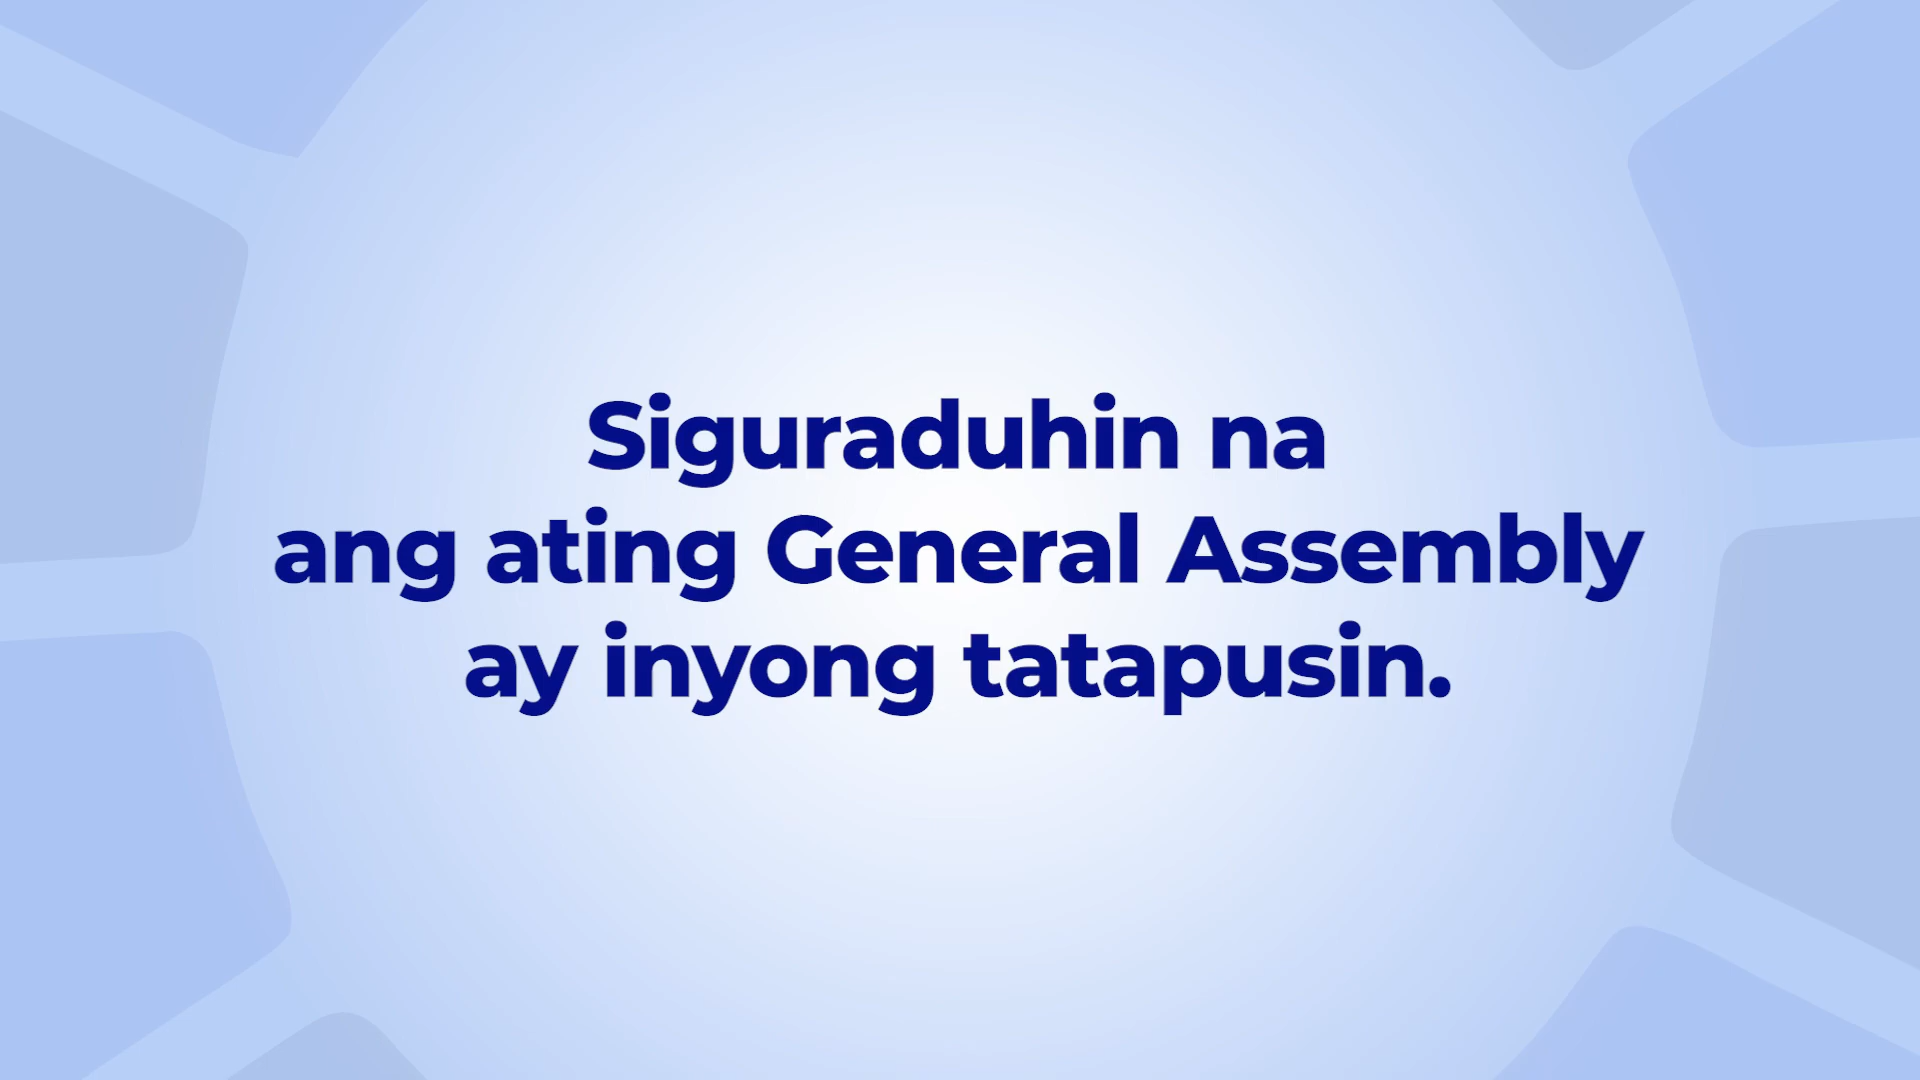 Siguraduhin na
ang ating General Assembly
ay inyong tatapusin.